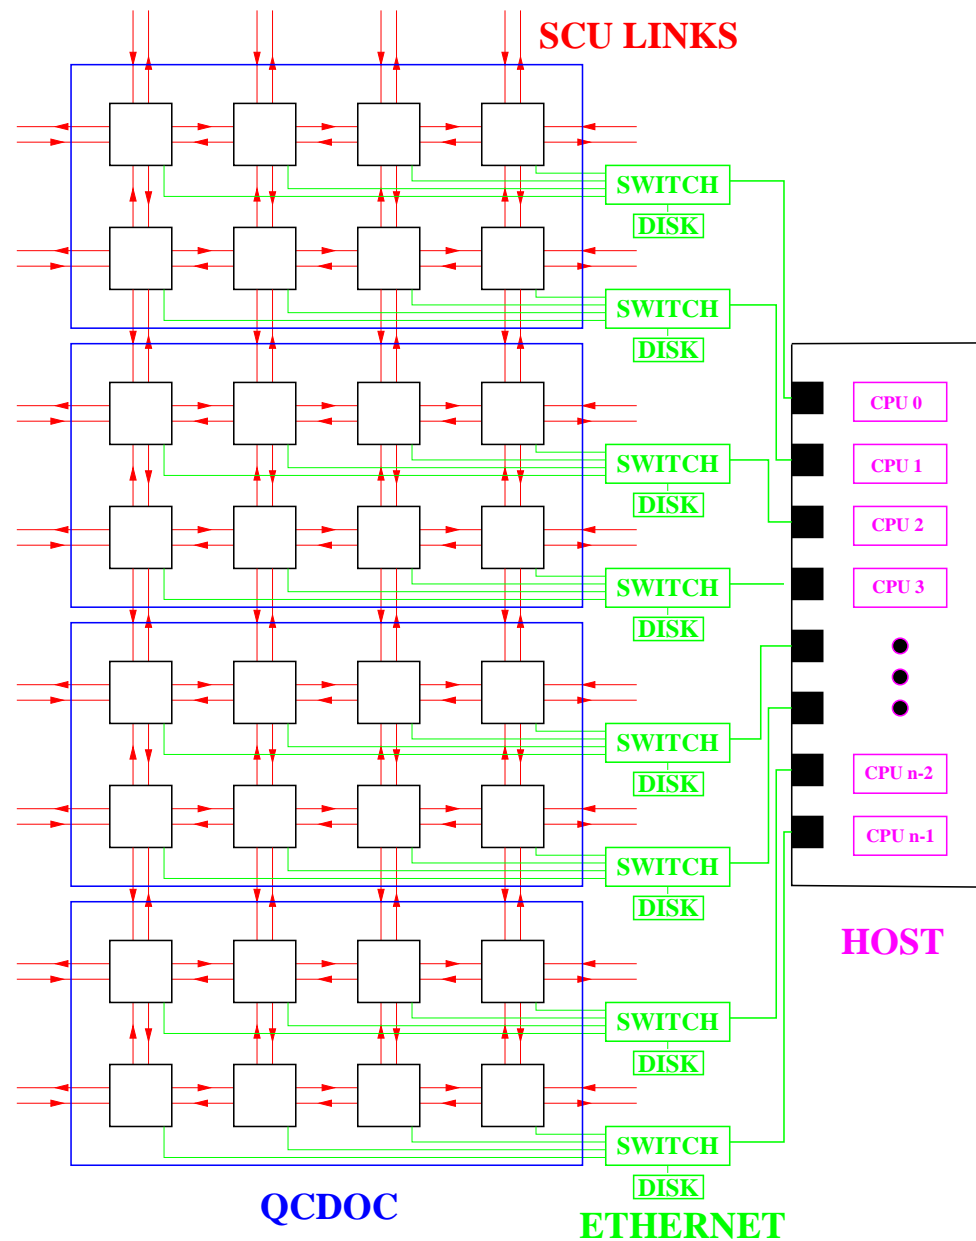 SCU LINKS
SWITCH
DISK
SWITCH
DISK
CPU 0
SWITCH
CPU 1
DISK
CPU 2
SWITCH
CPU 3
DISK
SWITCH
DISK
CPU n-2
CPU n-1
SWITCH
DISK
HOST
SWITCH
DISK
SWITCH
DISK
QCDOC
ETHERNET